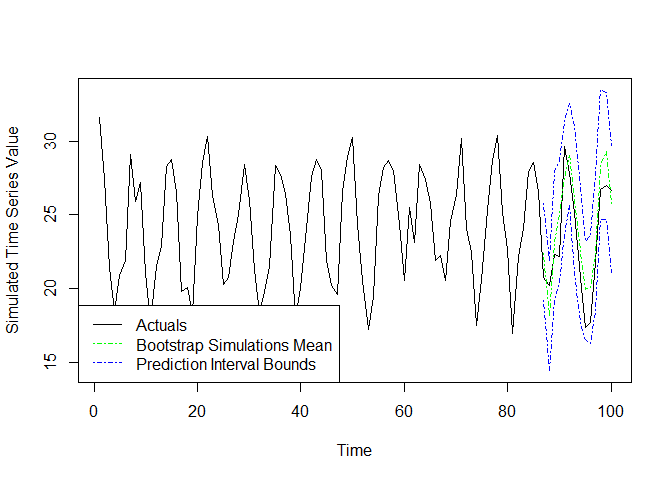 Simulated Time Series Value
30
25
20
15
Actuals
Bootstrap Simulations Mean
Prediction Interval Bounds
0 20 40 60 80 100
Time